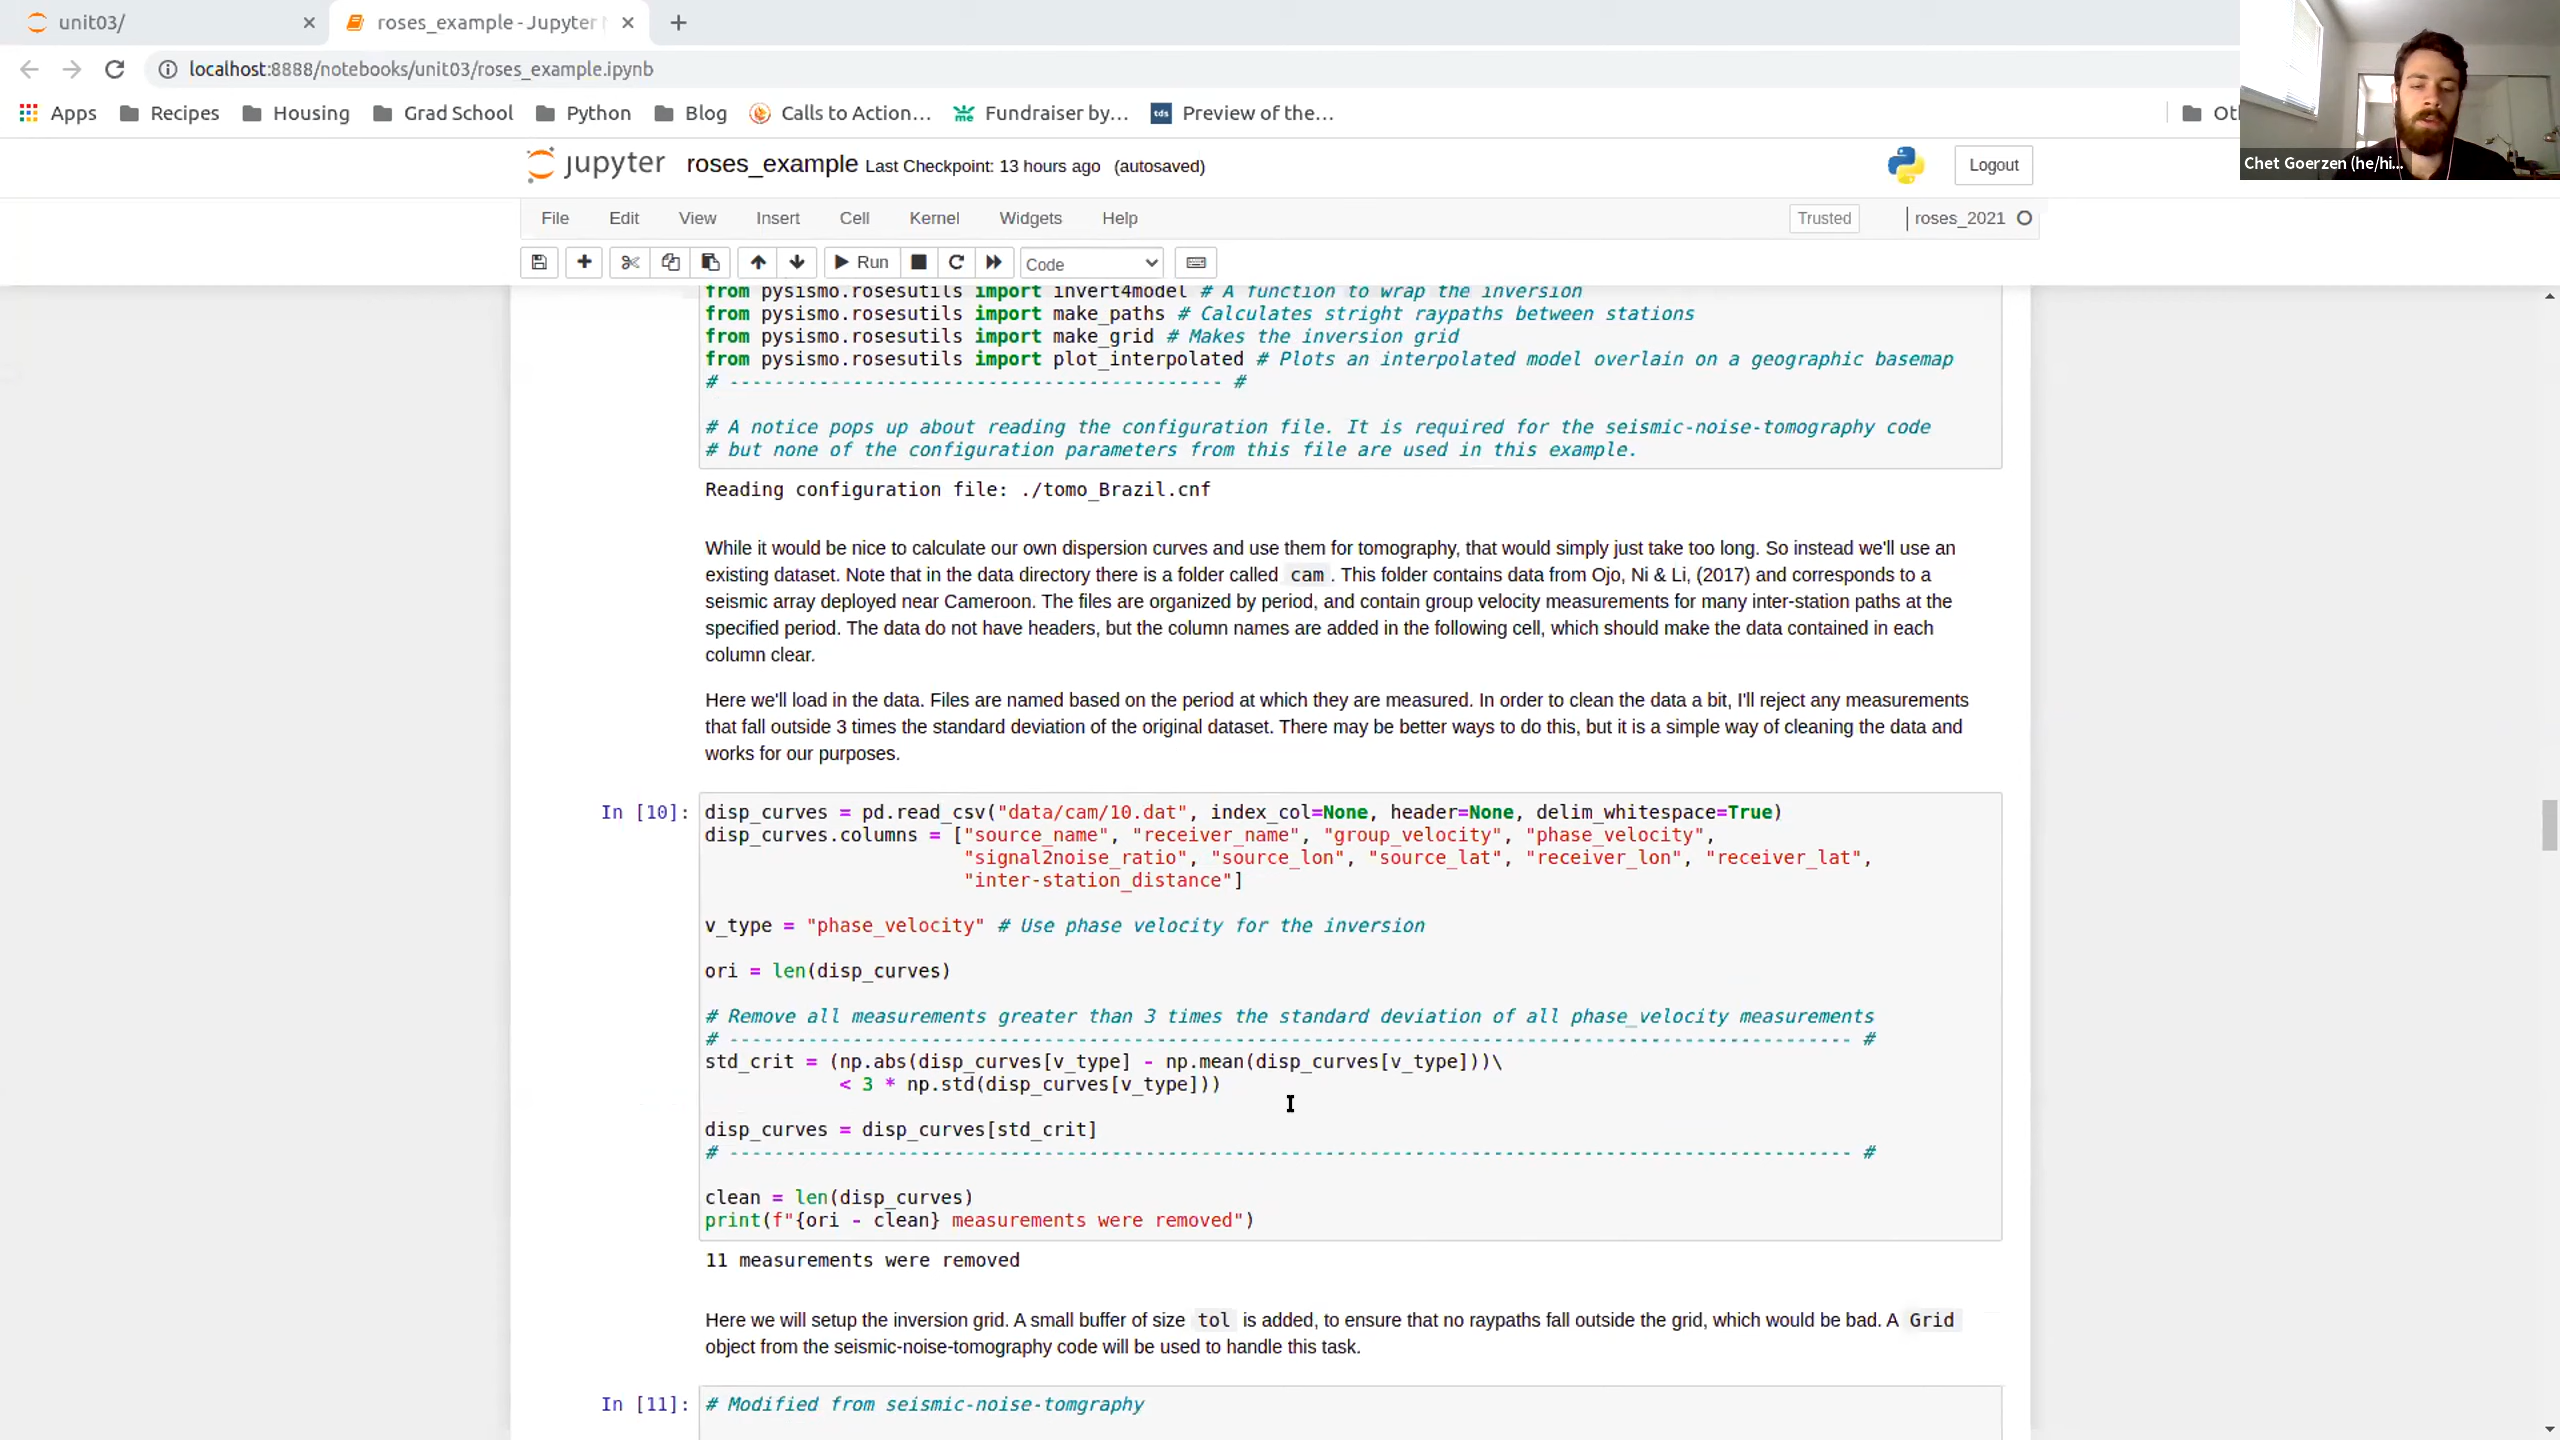 unit03/
roses_example - Jupyter
localhost:8888/notebooks/unit03/roses_example.ipynb
Apps Recipes Housing Grad School Python Blog Calls to Action... Fundraiser by... tds Preview of the...
Chet Goerzen (he/hi...
jupyter roses_example Last Checkpoint: 13 hours ago (autosaved)
Logout
File Edit View Insert Cell Kernel Widgets Help
Trusted roses_2021
Run Code
from pysismo.rosesutils import invert4model # A function to wrap the inversion
from pysismo.rosesutils import make_paths # Calculates stright raypaths between stations
from pysismo.rosesutils import make_grid # Makes the inversion grid
from pysismo.rosesutils import plot_interpolated # Plots an interpolated model overlain on a geographic basemap
# -------------------------------------------- #
# A notice pops up about reading the configuration file. It is required for the seismic-noise-tomography code
# but none of the configuration parameters from this file are used in this example.
Reading configuration file: ./tomo_Brazil.cnf
While it would be nice to calculate our own dispersion curves and use them for tomography, that would simply just take too long. So instead we'll use an
existing dataset. Note that in the data directory there is a folder called cam . This folder contains data from Ojo, Ni & Li, (2017) and corresponds to a
seismic array deployed near Cameroon. The files are organized by period, and contain group velocity measurements for many inter-station paths at the
specified period. The data do not have headers, but the column names are added in the following cell, which should make the data contained in each
column clear.
Here we'll load in the data. Files are named based on the period at which they are measured. In order to clean the data a bit, I'll reject any measurements
that fall outside 3 times the standard deviation of the original dataset. There may be better ways to do this, but it is a simple way of cleaning the data and
works for our purposes.
In [10]: disp_curves = pd.read_csv("data/cam/10.dat", index_col=None, header=None, delim_whitespace=True)
disp_curves.columns = ["source_name", "receiver_name", "group_velocity", "phase_velocity",
"signal2noise_ratio", "source_lon", "source_lat", "receiver_lon", "receiver_lat",
"inter-station_distance"]
v_type = "phase_velocity" # Use phase velocity for the inversion
ori = len(disp_curves)
# Remove all measurements greater than 3 times the standard deviation of all phase_velocity measurements
# ---------------------------------------------------------------------------------------------------- #
std_crit = (np.abs(disp_curves[v_type] - np.mean(disp_curves[v_type]))\
< 3 * np.std(disp_curves[v_type]))
disp_curves = disp_curves[std_crit]
# ---------------------------------------------------------------------------------------------------- #
clean = len(disp_curves)
print(f"{ori - clean} measurements were removed")
11 measurements were removed
Here we will setup the inversion grid. A small buffer of size tol is added, to ensure that no raypaths fall outside the grid, which would be bad. A Grid
object from the seismic-noise-tomography code will be used to handle this task.
In [11]: # Modified from seismic-noise-tomgraphy